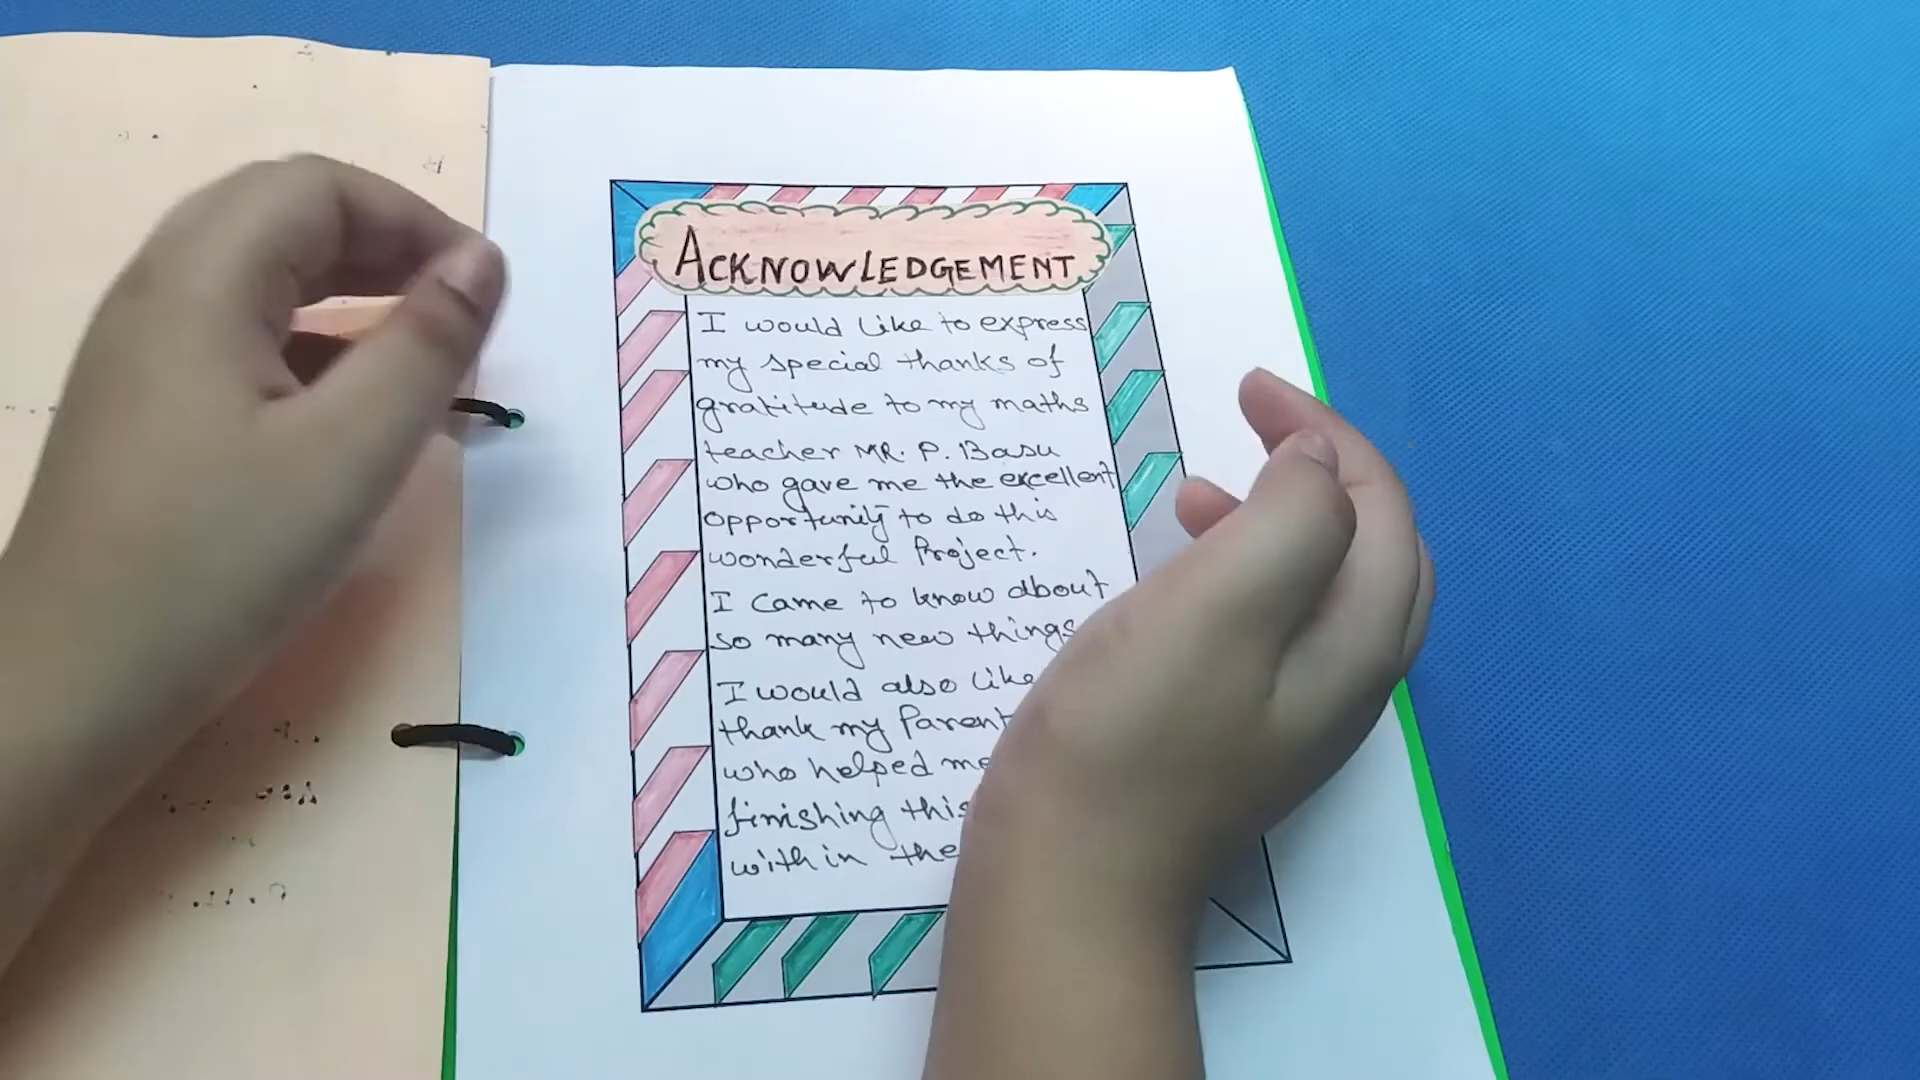 ACKNOWLEDGEMENT
I would like to express
my special thanks of
gratitude to my maths
teacher MR. P. Basu
who gave me the excellent
opportunity to do this
wonderful Project.
I came to know about
so many new things
I would also like
thank my Parent
who helped me
finishing this
within the